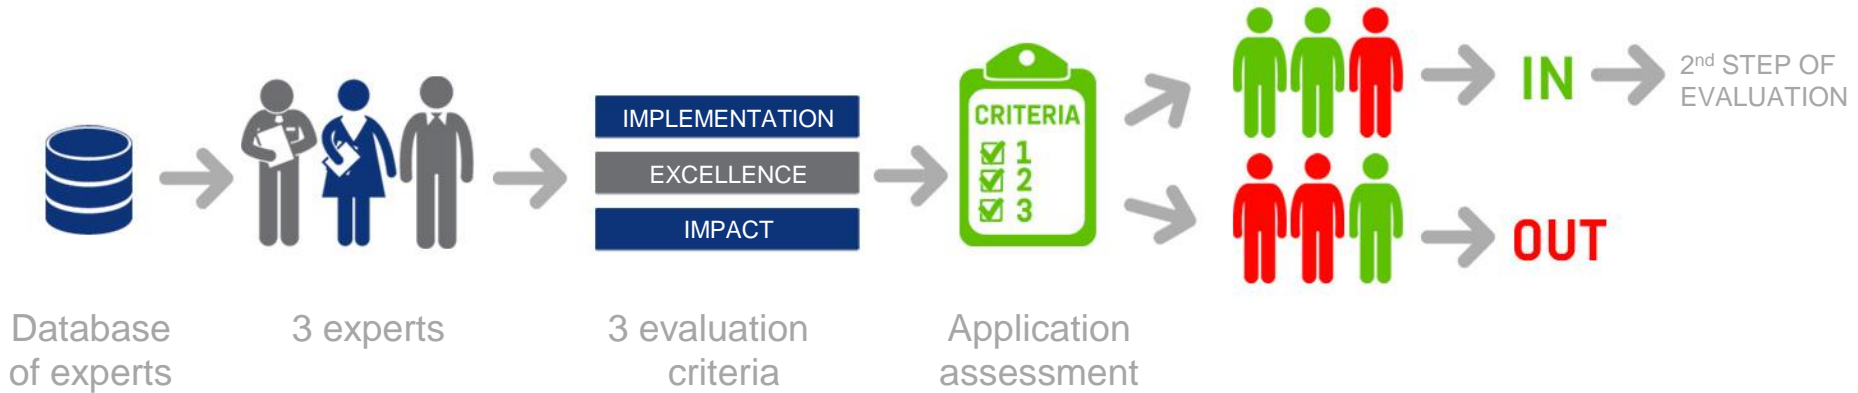 IMPLEMENTATION
EXCELLENCE
IMPACT
CRITERIA
1
2
3
IN
2nd STEP OF
EVALUATION
OUT
Database
of experts
3 experts
3 evaluation
criteria
Application
assessment